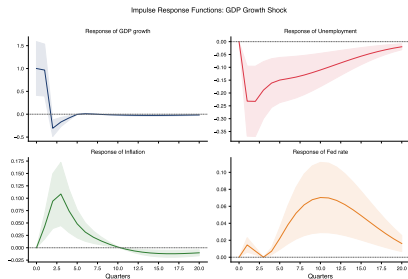 Impulse Response Functions: GDP Growth Shock
Response of GDP growth
1.5
1.0
0.5
0.0
−0.5
0.0 2.5 5.0 7.5 10.0 12.5 15.0 17.5 20.0
Response of Unemployment
0.00
−0.05
−0.10
−0.15
−0.20
−0.25
−0.30
−0.35
0.0 2.5 5.0 7.5 10.0 12.5 15.0 17.5 20.0
Response of Inflation
0.175
0.150
0.125
0.100
0.075
0.050
0.025
0.000
−0.025
0.0 2.5 5.0 7.5 10.0 12.5 15.0 17.5 20.0
Quarters
Response of Fed rate
0.10
0.08
0.06
0.04
0.02
0.00
0.0 2.5 5.0 7.5 10.0 12.5 15.0 17.5 20.0
Quarters